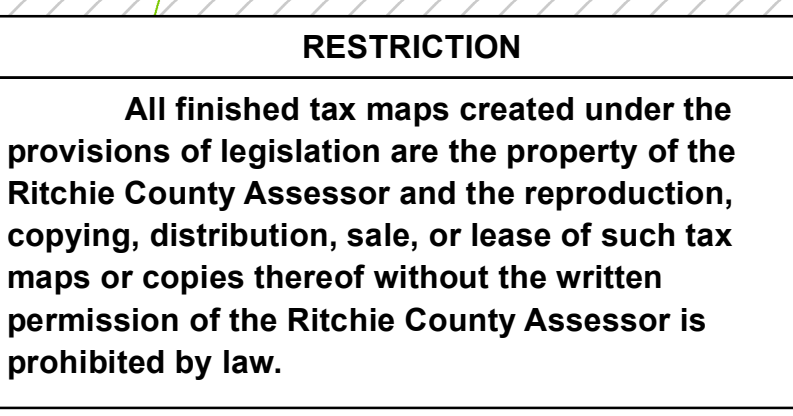 RESTRICTION
All finished tax maps created under the
provisions of legislation are the property of the
Ritchie County Assessor and the reproduction,
copying, distribution, sale, or lease of such tax
maps or copies thereof without the written
permission of the Ritchie County Assessor is
prohibited by law.